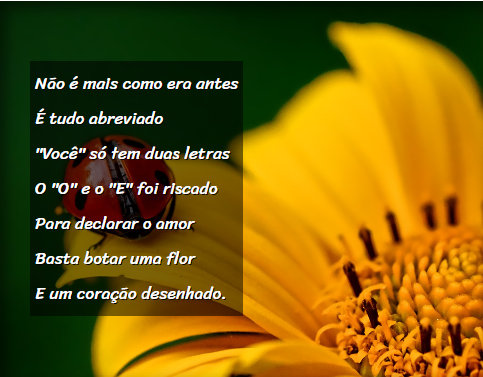 Não é mais como era antes
É tudo abreviado
"Você" só tem duas letras
O "O" e o "E" foi riscado
Para declarar o amor
Basta botar uma flor
E um coração desenhado.